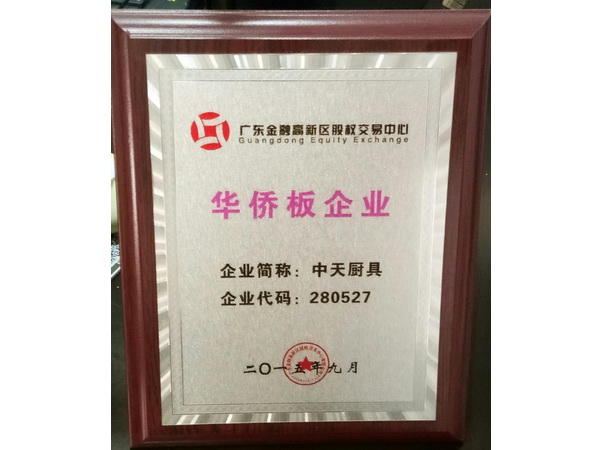 广东金融高新区股权交易中心
Guangdong Equity Exchange
华侨板企业
企业简称：中天厨具
企业代码：280527
二〇一五年九月